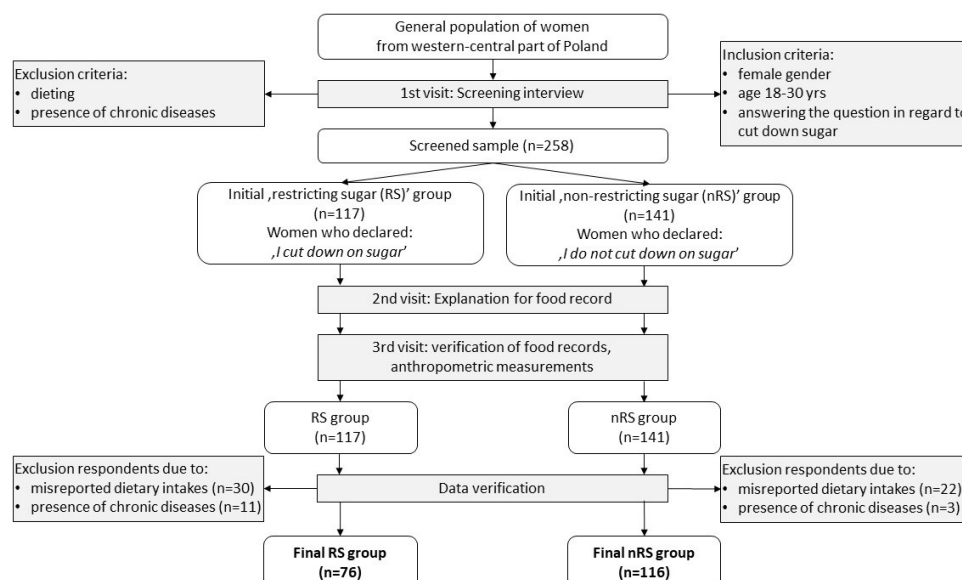 General population of women
from western-central part of Poland
Exclusion criteria:
• dieting
• presence of chronic diseases
1st visit: Screening interview
Inclusion criteria:
• female gender
• age 18-30 yrs
• answering the question in regard to
cut down sugar
Screened sample (n=258)
Initial ‚restricting sugar (RS)’ group
(n=117)
Women who declared:
‚I cut down on sugar’
Initial ‚non-restricting sugar (nRS)’ group
(n=141)
Women who declared:
‚I do not cut down on sugar’
2nd visit: Explanation for food record
3rd visit: verification of food records,
anthropometric measurements
RS group
(n=117)
nRS group
(n=141)
Exclusion respondents due to:
• misreported dietary intakes (n=30)
• presence of chronic diseases (n=11)
Data verification
Exclusion respondents due to:
• misreported dietary intakes (n=22)
• presence of chronic diseases (n=3)
Final RS group
(n=76)
Final nRS group
(n=116)